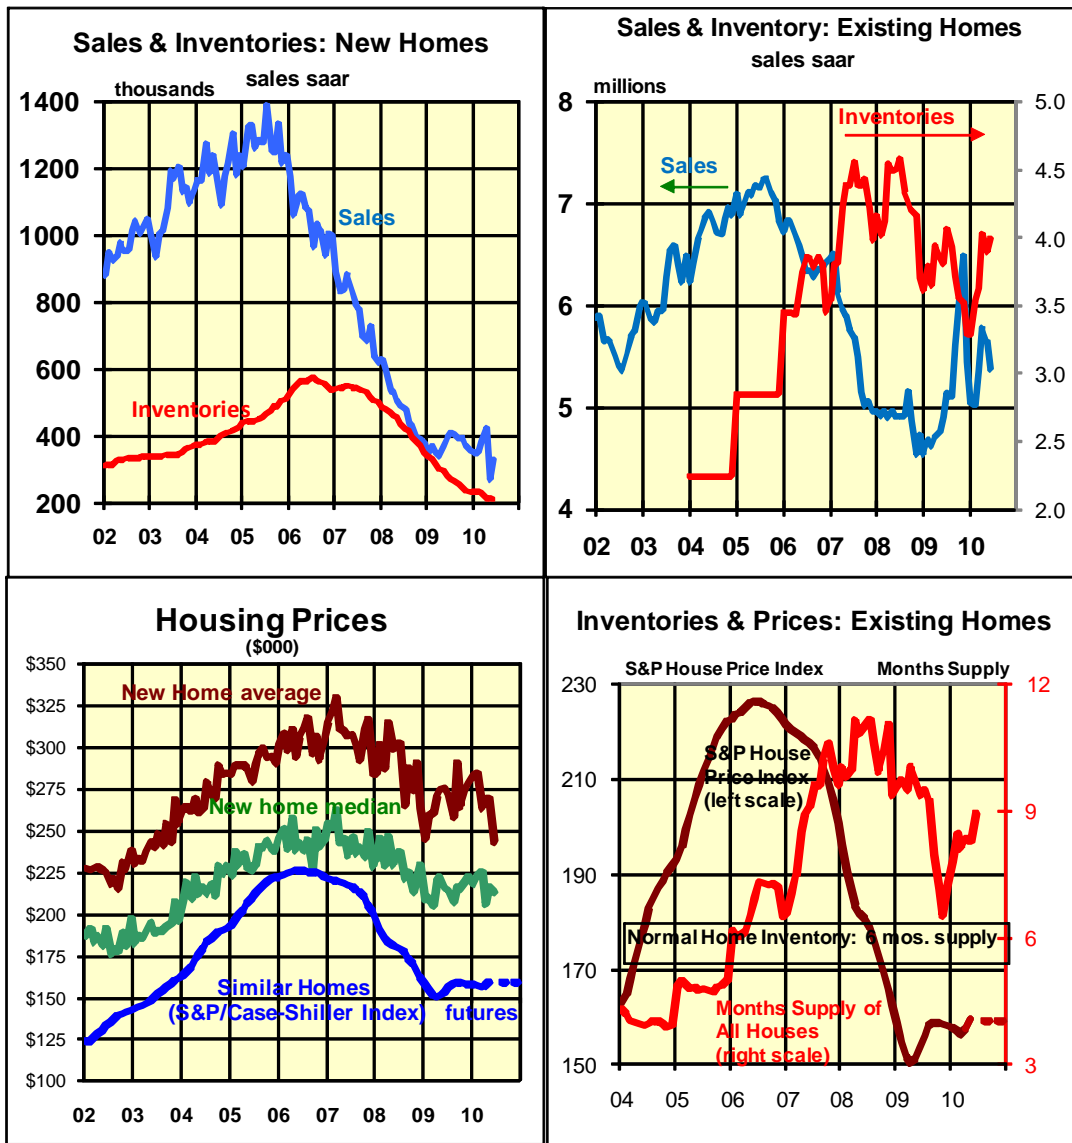 Sales & Inventories: New Homes
sales saar
thousands
1400
1200
1000
800
600
400
200
Sales
Inventories
02 03 04 05 06 07 08 09 10
Sales & Inventory: Existing Homes
sales saar
millions
8
7
6
5
4
5.0
4.5
4.0
3.5
3.0
2.5
2.0
Inventories
Sales
02 03 04 05 06 07 08 09 10
Housing Prices
($000)
$350
$325
$300
$275
$250
$225
$200
$175
$150
$125
$100
New Home average
New home median
Similar Homes
(S&P/Case-Shiller Index) futures
02 03 04 05 06 07 08 09 10
Inventories & Prices: Existing Homes
S&P House Price Index Months Supply
230
210
190
170
150
12
9
6
3
S&P House
Price Index
(left scale)
Normal Home Inventory: 6 mos. supply
Months Supply of
All Houses
(right scale)
04 05 06 07 08 09 10